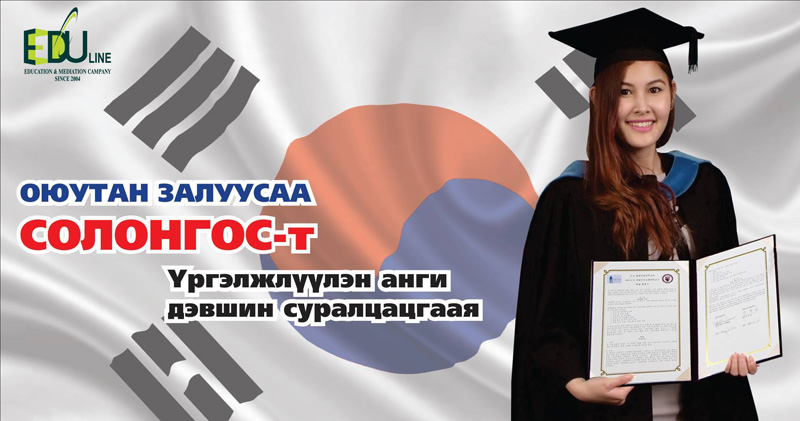 EDU LINE
EDUCATION & MEDIATION CAMPANY
SINCE 2004
ОЮУТАН ЗАЛУУСАА
СОЛОНГОС-т
Үргэлжлүүлэн анги
дэвшин суралцацгаая